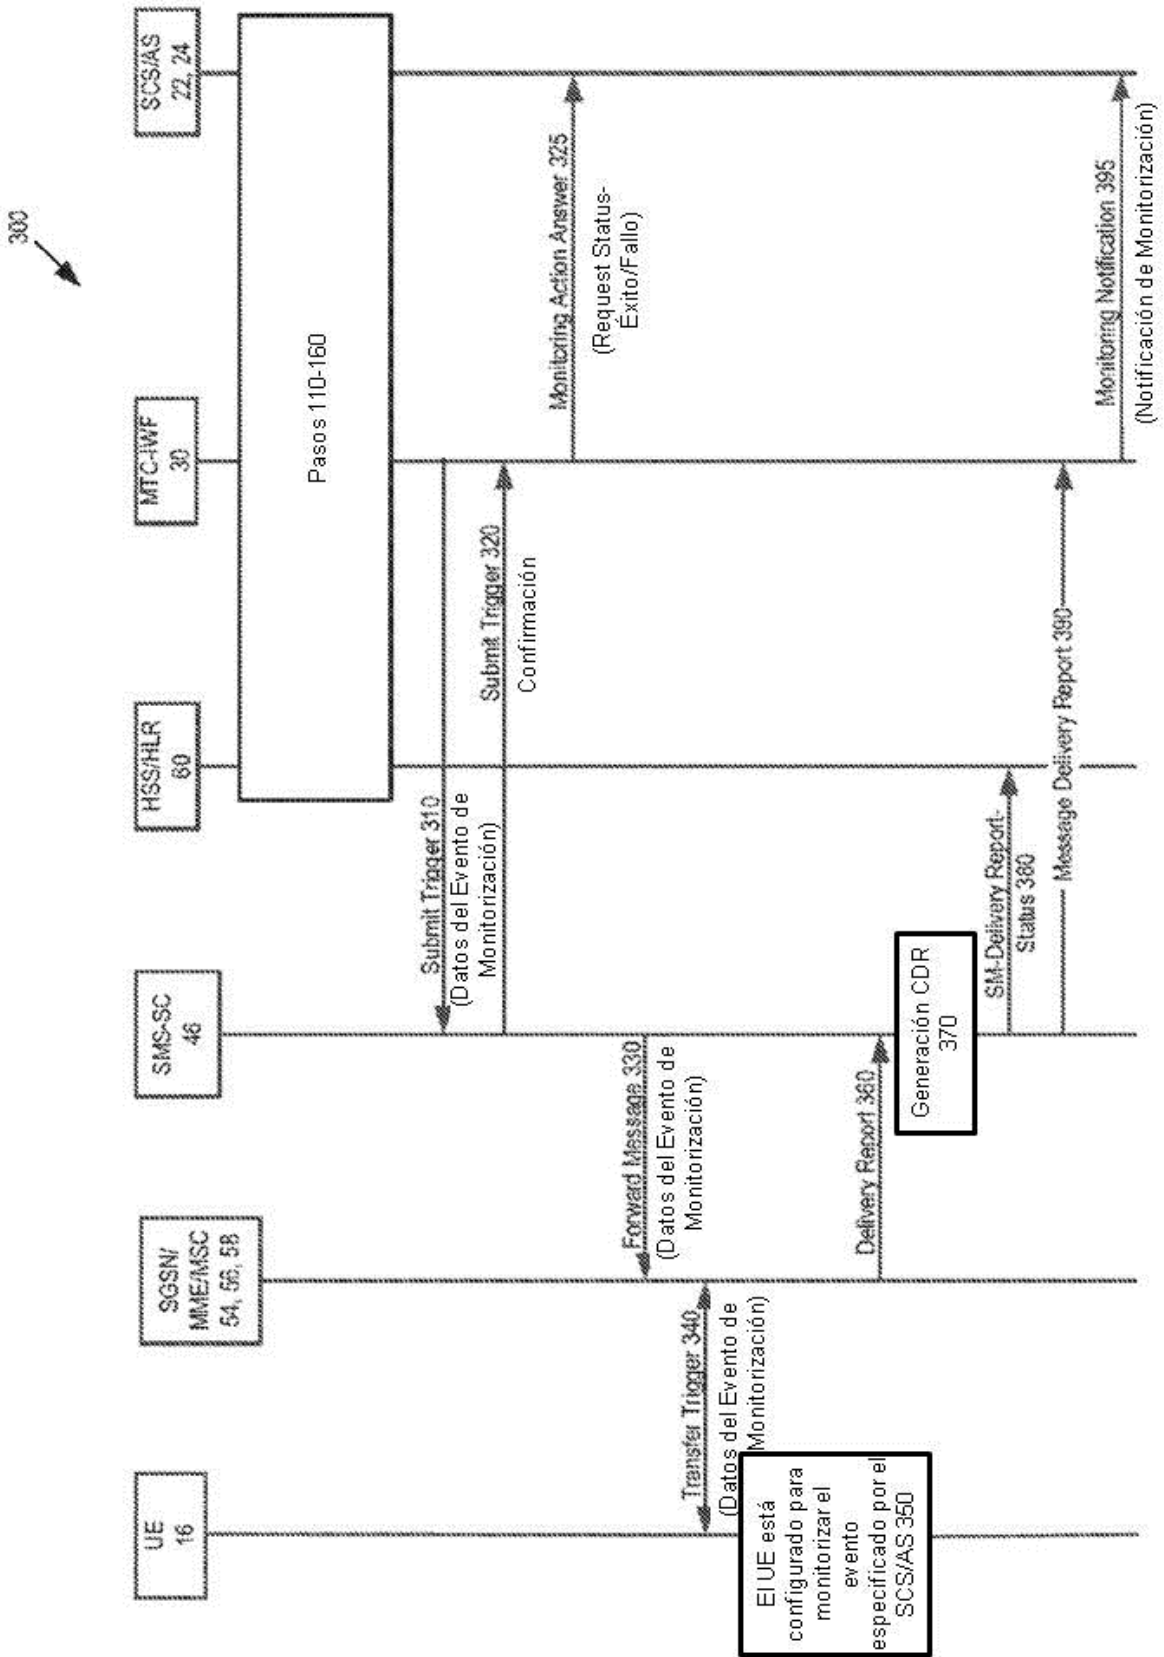 300
UE
16
SGSN/
MME/MSC
54, 56, 58
SMS-SC
46
HSS/HLR
60
MTC-IWF
30
SCS/AS
22, 24
Pasos 110-160
Submit Trigger 310
(Datos del Evento de
Monitorización)
Submit Trigger 320
Confirmación
Monitoring Action Answer 325
(Request Status-
Éxito/Fallo)
Forward Message 330
(Datos del Evento de
Monitorización)
Transfer Trigger 340
(Datos del Evento de
Monitorización)
El UE está
configurado para
monitorizar el
evento
especificado por el
SCS/AS 350
Delivery Report 360
Generación CDR
370
SM-Delivery Report-
Status 380
Message Delivery Report 390
Monitoring Notification 395
(Notificación de Monitorización)